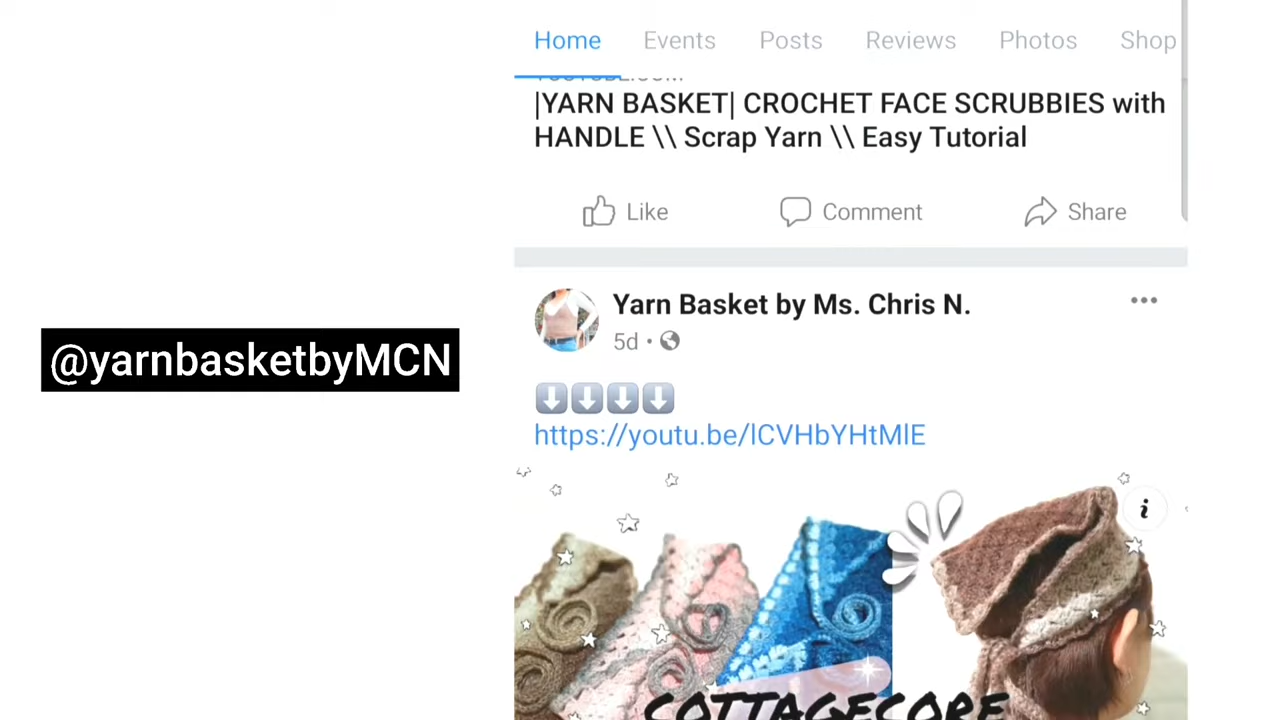 Home Events Posts Reviews Photos Shop
|YARN BASKET| CROCHET FACE SCRUBBIES with
HANDLE \\ Scrap Yarn \\ Easy Tutorial
Like Comment Share
Yarn Basket by Ms. Chris N.
5d
@yarnbasketbyMCN
https://youtu.be/lCVHbYHtMlE
i
COTTAGECORE